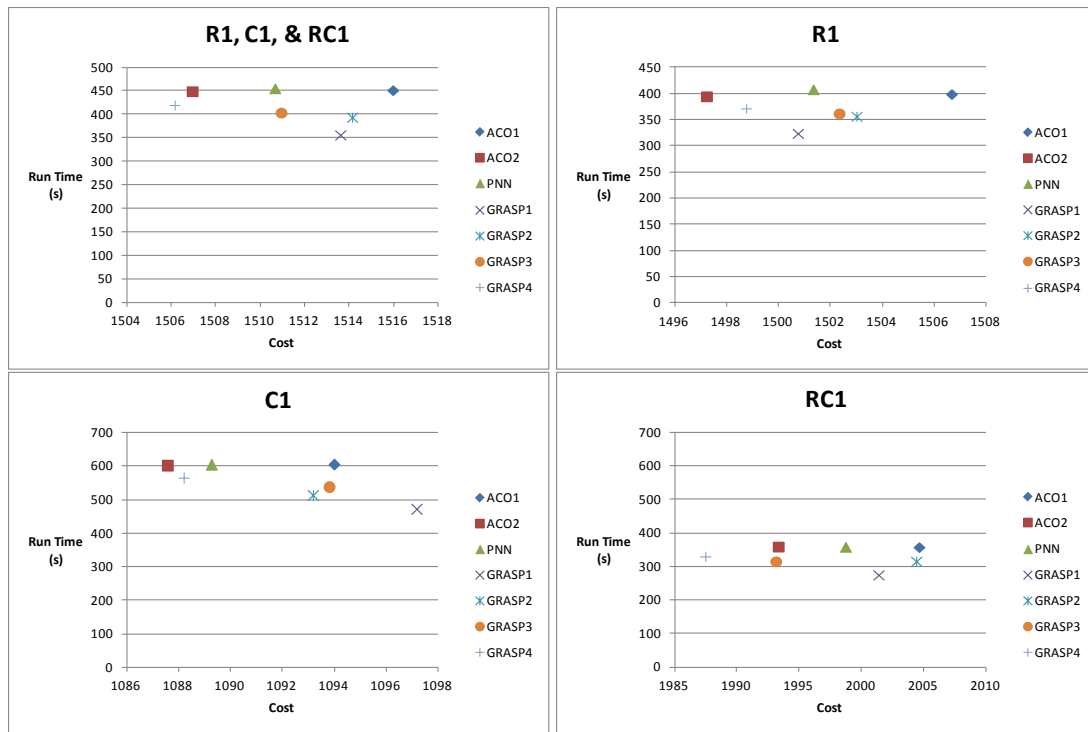 R1, C1, & RC1
500
450
400
350
300
250
200
150
100
50
0
Run Time
(s)
1504 1506 1508 1510 1512 1514 1516 1518
Cost
ACO1
ACO2
PNN
GRASP1
GRASP2
GRASP3
GRASP4
R1
450
400
350
300
250
200
150
100
50
0
Run Time
(s)
1496 1498 1500 1502 1504 1506 1508
Cost
ACO1
ACO2
PNN
GRASP1
GRASP2
GRASP3
GRASP4
C1
700
600
500
400
300
200
100
0
Run Time
(s)
1086 1088 1090 1092 1094 1096 1098
Cost
ACO1
ACO2
PNN
GRASP1
GRASP2
GRASP3
GRASP4
RC1
700
600
500
400
300
200
100
0
Run Time
(s)
1985 1990 1995 2000 2005 2010
Cost
ACO1
ACO2
PNN
GRASP1
GRASP2
GRASP3
GRASP4